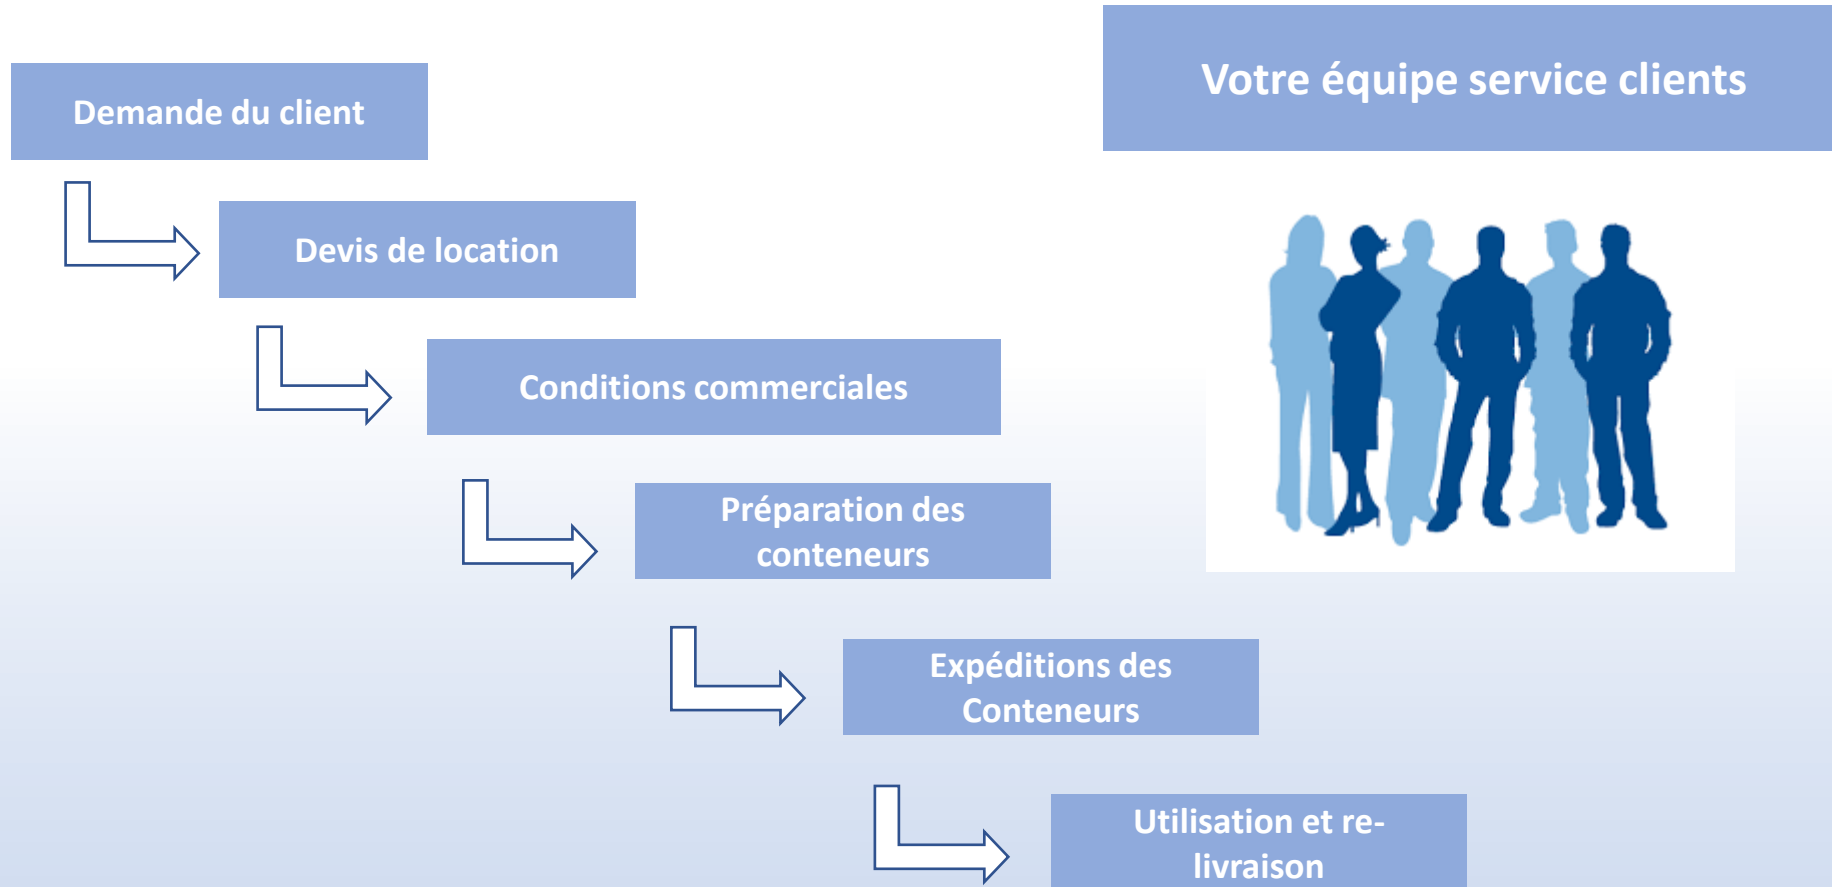 Votre équipe service clients
Demande du client
Devis de location
Conditions commerciales
Préparation des
conteneurs
Expéditions des
Conteneurs
Utilisation et re-
livraison